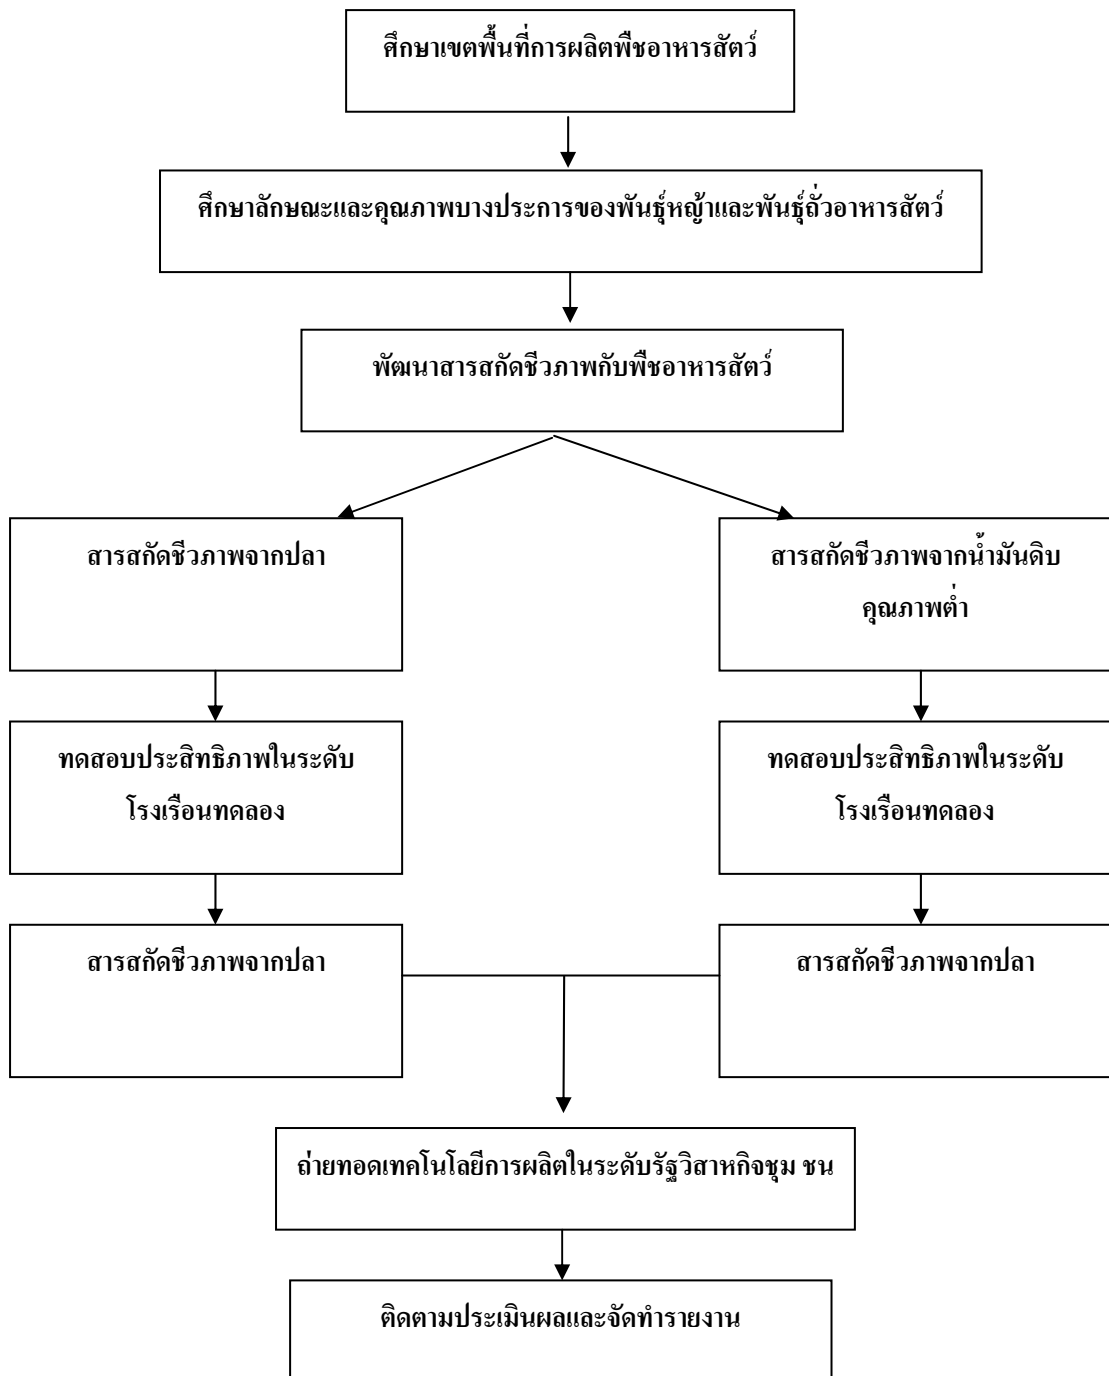 ศึกษาเขตพื้นที่การผลิตพืชอาหารสัตว์
ศึกษาลักษณะและคุณภาพบางประการของพันธุ์หญ้าและพันธุ์ถั่วอาหารสัตว์
พัฒนาสารสกัดชีวภาพกับพืชอาหารสัตว์
สารสกัดชีวภาพจากปลา
สารสกัดชีวภาพจากน้ำมันดิบ
คุณภาพต่ำ
ทดสอบประสิทธิภาพในระดับ
โรงเรือนทดลอง
ทดสอบประสิทธิภาพในระดับ
โรงเรือนทดลอง
สารสกัดชีวภาพจากปลา
สารสกัดชีวภาพจากปลา
ถ่ายทอดเทคโนโลยีการผลิตในระดับรัฐวิสาหกิจชุม ชน
ติดตามประเมินผลและจัดทำรายงาน